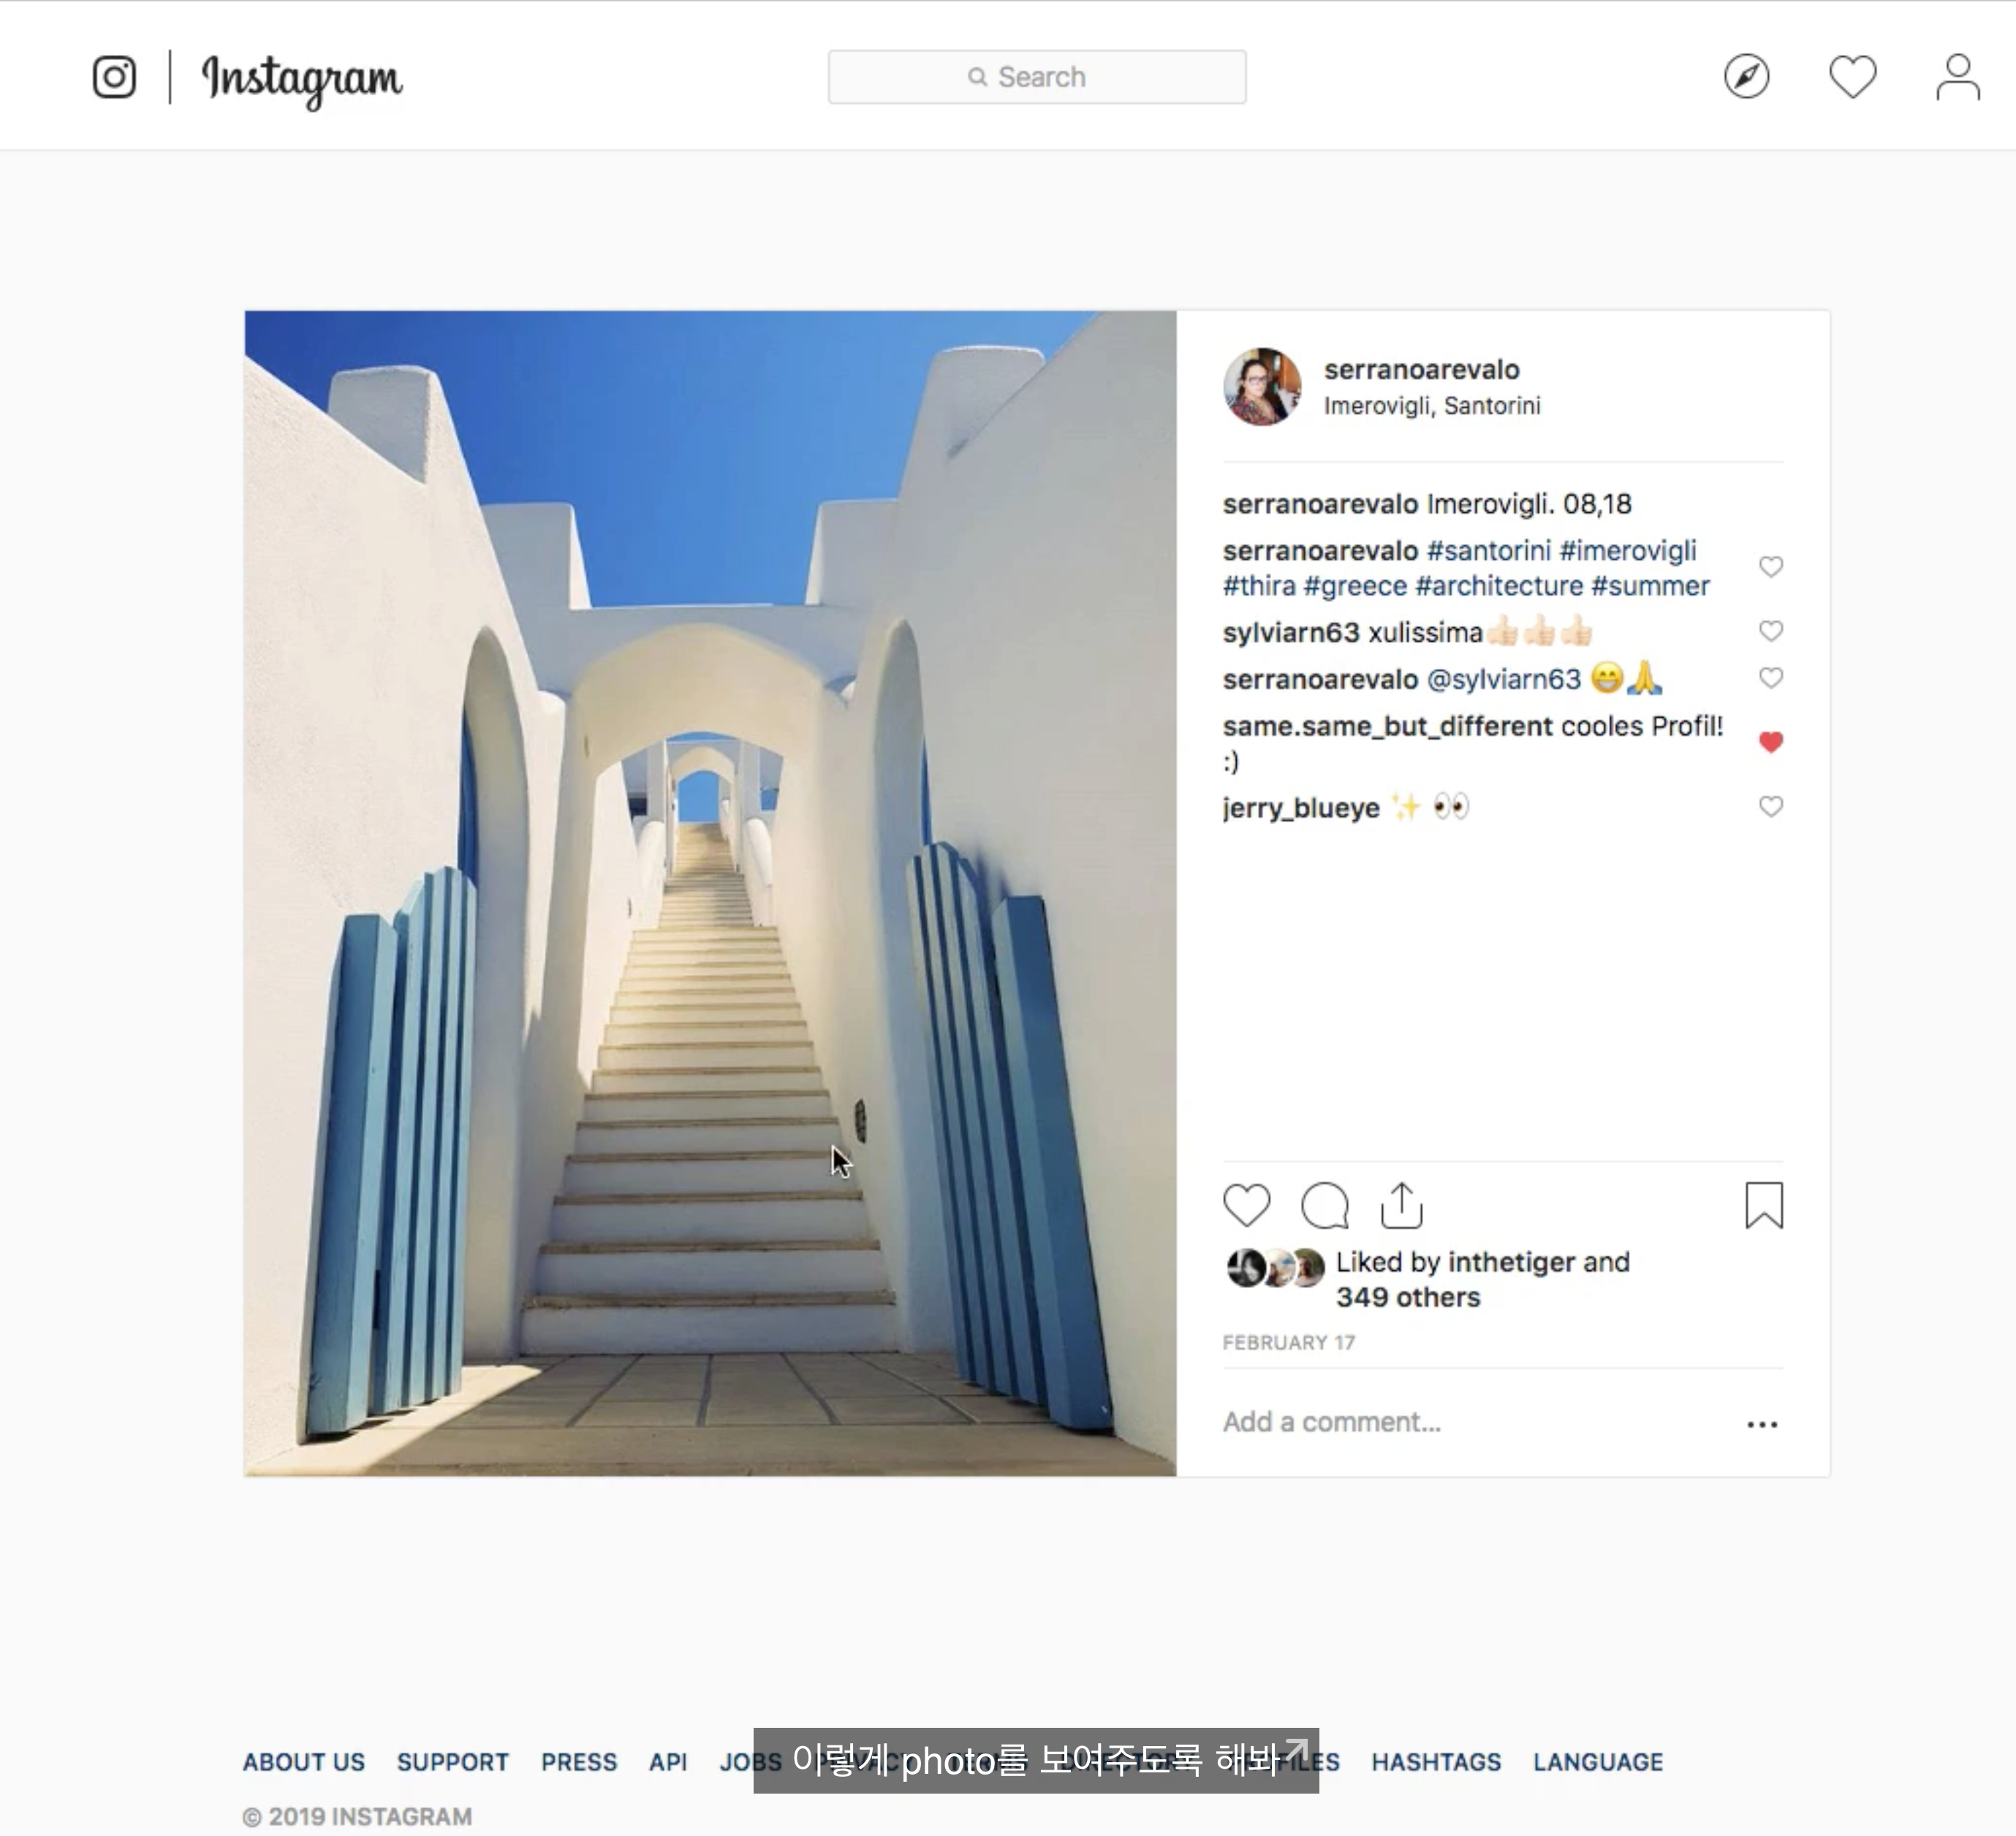 Instagram
Search
serranoarevalo
Imerovigli, Santorini
serranoarevalo Imerovigli. 08,18
serranoarevalo #santorini #imerovigli
#thira #greece #architecture #summer
sylviarn63 xulissima👍🏻👍🏻👍🏻
serranoarevalo @sylviarn63 😁🙏
same.same_but_different cooles Profil!
:)
jerry_blueye ✨ 👀
Liked by inthetiger and
349 others
FEBRUARY 17
Add a comment...
ABOUT US SUPPORT PRESS API JOBS HASHTAGS LANGUAGE
이렇게 photo를 보여주도록 해봐
© 2019 INSTAGRAM